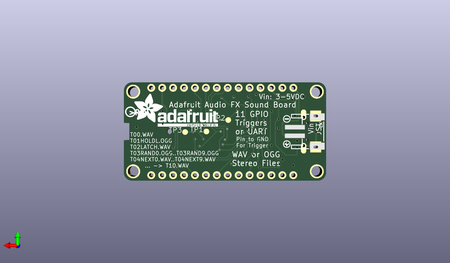 Vin: 3-5VDC
Adafruit Audio FX Sound Board
adafruit
11 GPIO
Triggers
or UART
Pin to GND
For Trigger
T00.WAV
T01HOLDL.OGG
T02LATCH.WAV
T03RAND0.OGG..T03RAND9.OGG
T04NEXT0.WAV..T04NEXT9.WAV
... -> T10.WAV
WAV or OGG
Stereo Files